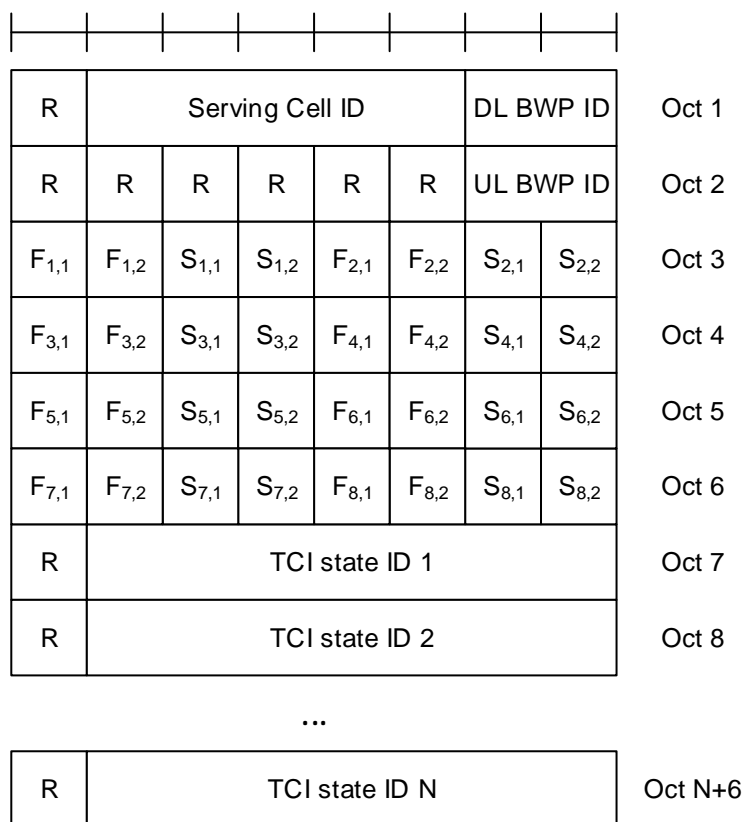 R Serving Cell ID DL BWP ID Oct 1
R R R R R R UL BWP ID Oct 2
F1,1 F1,2 S1,1 S1,2 F2,1 F2,2 S2,1 S2,2 Oct 3
F3,1 F3,2 S3,1 S3,2 F4,1 F4,2 S4,1 S4,2 Oct 4
F5,1 F5,2 S5,1 S5,2 F6,1 F6,2 S6,1 S6,2 Oct 5
F7,1 F7,2 S7,1 S7,2 F8,1 F8,2 S8,1 S8,2 Oct 6
R TCI state ID 1 Oct 7
R TCI state ID 2 Oct 8
...
R TCI state ID N Oct N+6